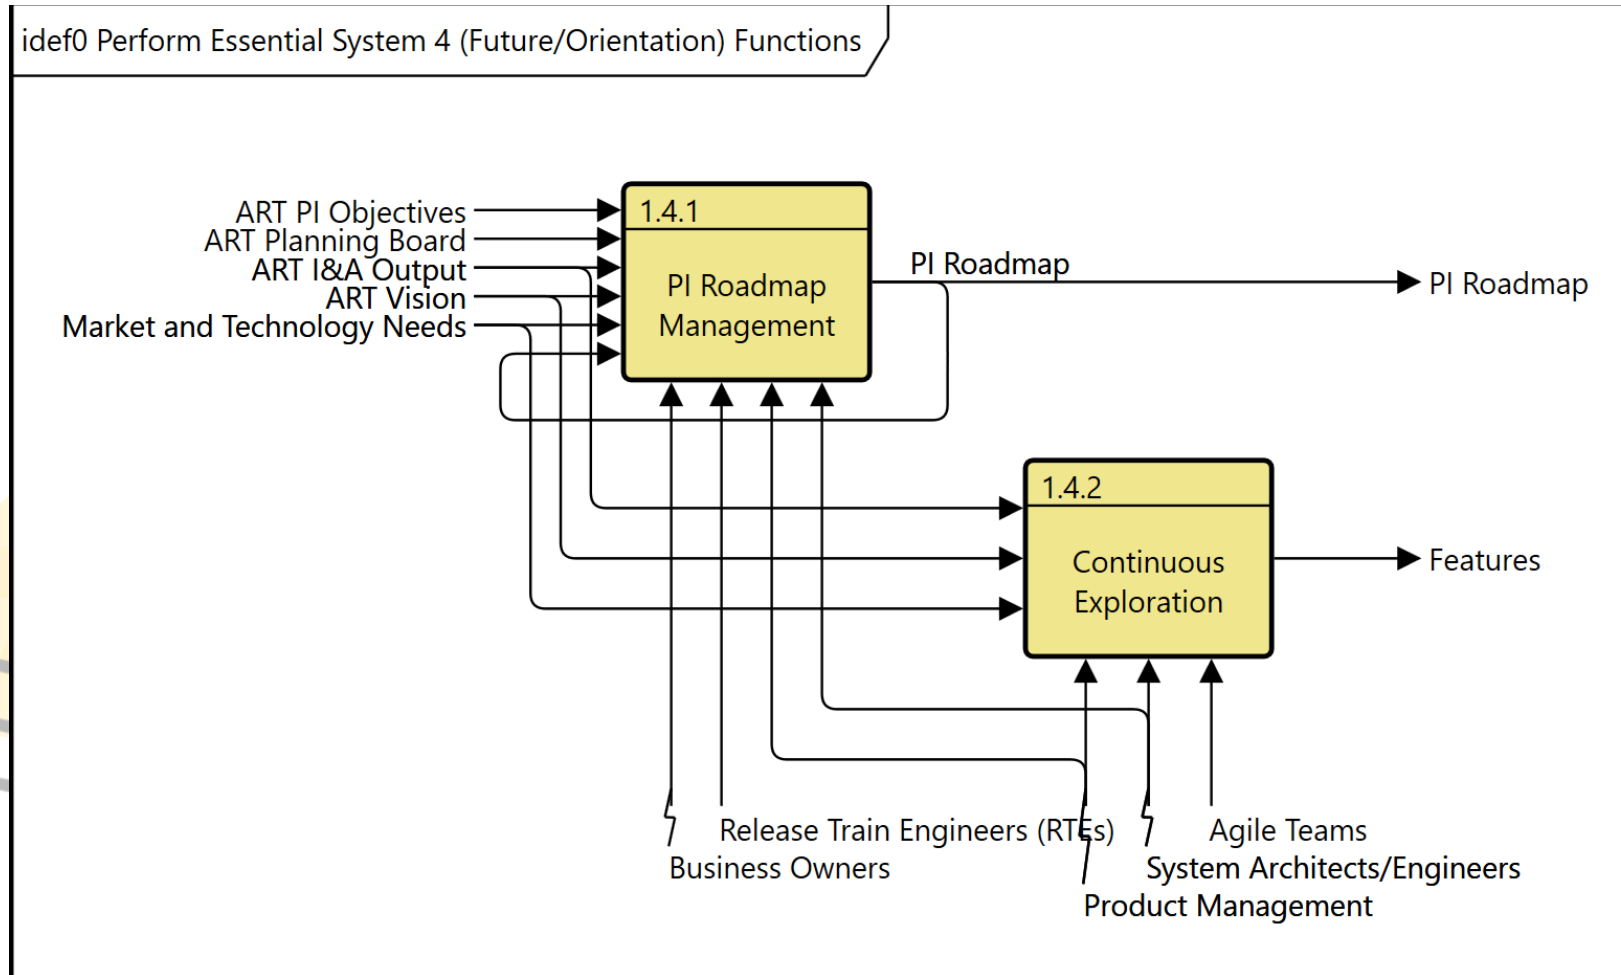 idef0 Perform Essential System 4 (Future/Orientation) Functions
ART PI Objectives
ART Planning Board
ART I&A Output
ART Vision
Market and Technology Needs
1.4.1
PI Roadmap
Management
PI Roadmap
PI Roadmap
1.4.2
Continuous
Exploration
Features
Release Train Engineers (RTEs)
Agile Teams
Business Owners
System Architects/Engineers
Product Management